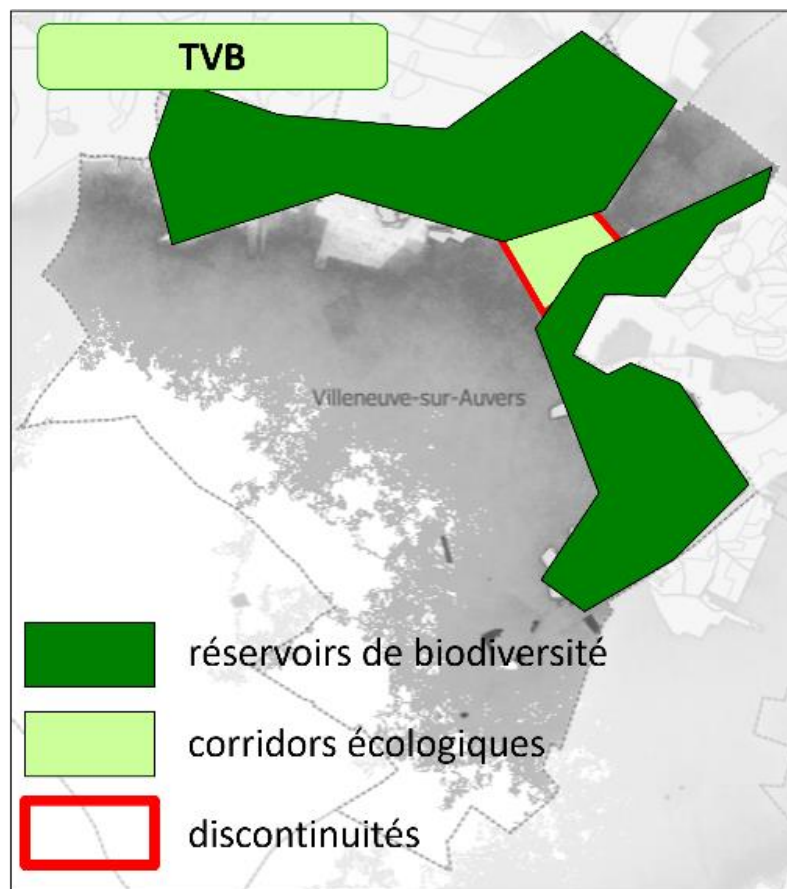 TVB
Villeneuve-sur-Auvers
réservoirs de biodiversité
corridors écologiques
discontinuités